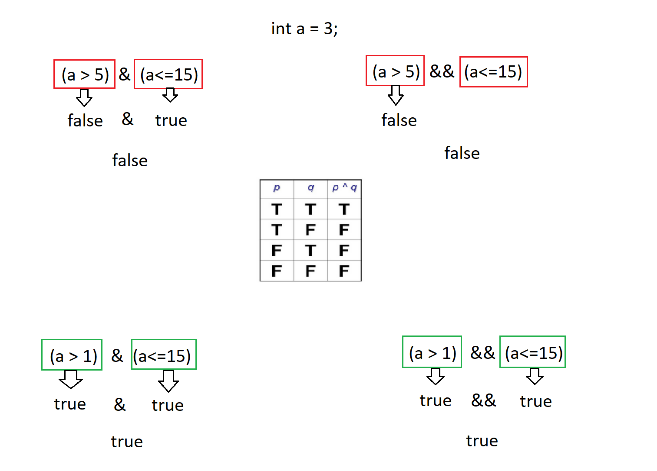 int a = 3;
(a > 5) & (a<=15)
false & true
false
(a > 5) && (a<=15)
false
false
p q p ^ q
T T T
T F F
F T F
F F F
(a > 1) & (a<=15)
true & true
true
(a > 1) && (a<=15)
true && true
true